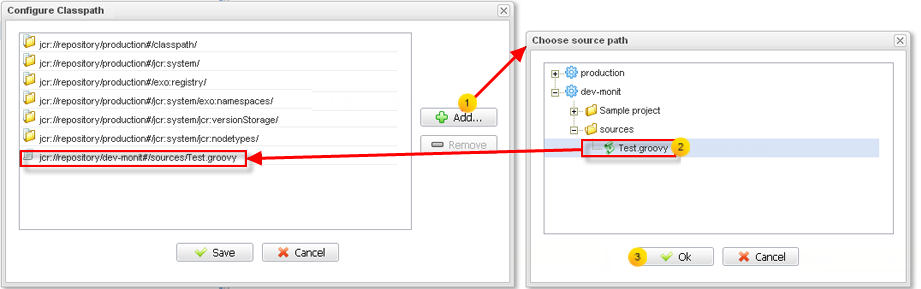 Configure Classpath
jcr://repository/production#/classpath/
jcr://repository/production#/jcr:system/
jcr://repository/production#/exo:registry/
jcr://repository/production#/jcr:system/exo:namespaces/
jcr://repository/production#/jcr:system/jcr:versionStorage/
jcr://repository/production#/jcr:system/jcr:nodetypes/
jcr://repository/dev-monit#/sources/Test.groovy
1
Add...
Remove
Save
Cancel
Choose source path
production
dev-monit
Sample project
sources
Test.groovy
2
3
Ok
Cancel